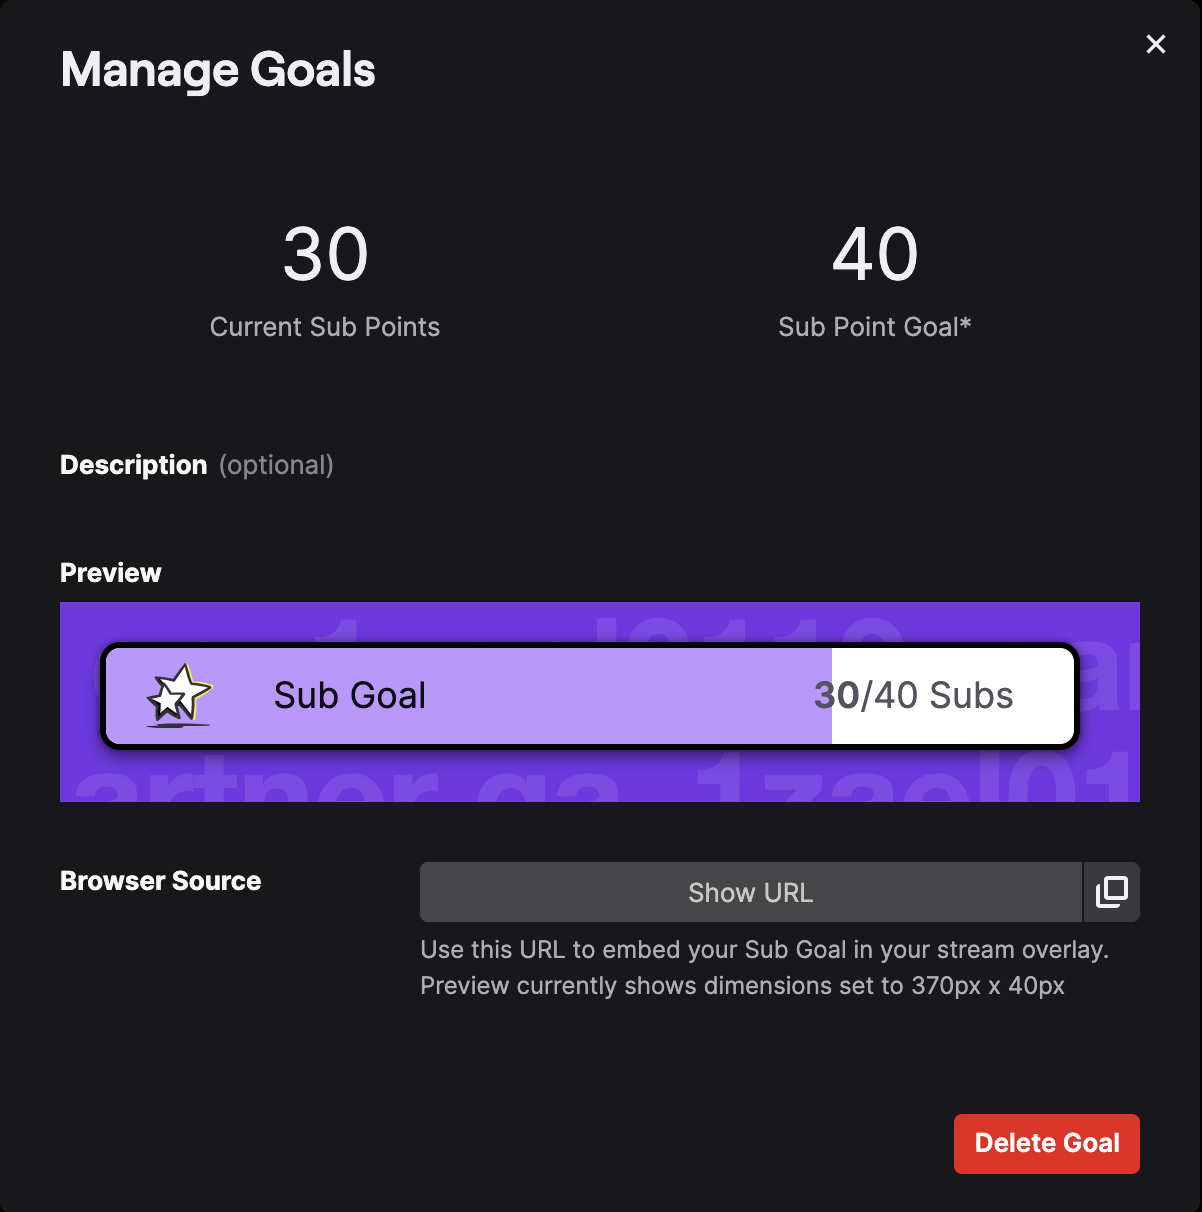 Manage Goals
30
Current Sub Points
40
Sub Point Goal*
Description (optional)
Preview
Sub Goal
30/40 Subs
artner qa_1zael01
Browser Source
Show URL
Use this URL to embed your Sub Goal in your stream overlay.
Preview currently shows dimensions set to 370px x 40px
Delete Goal